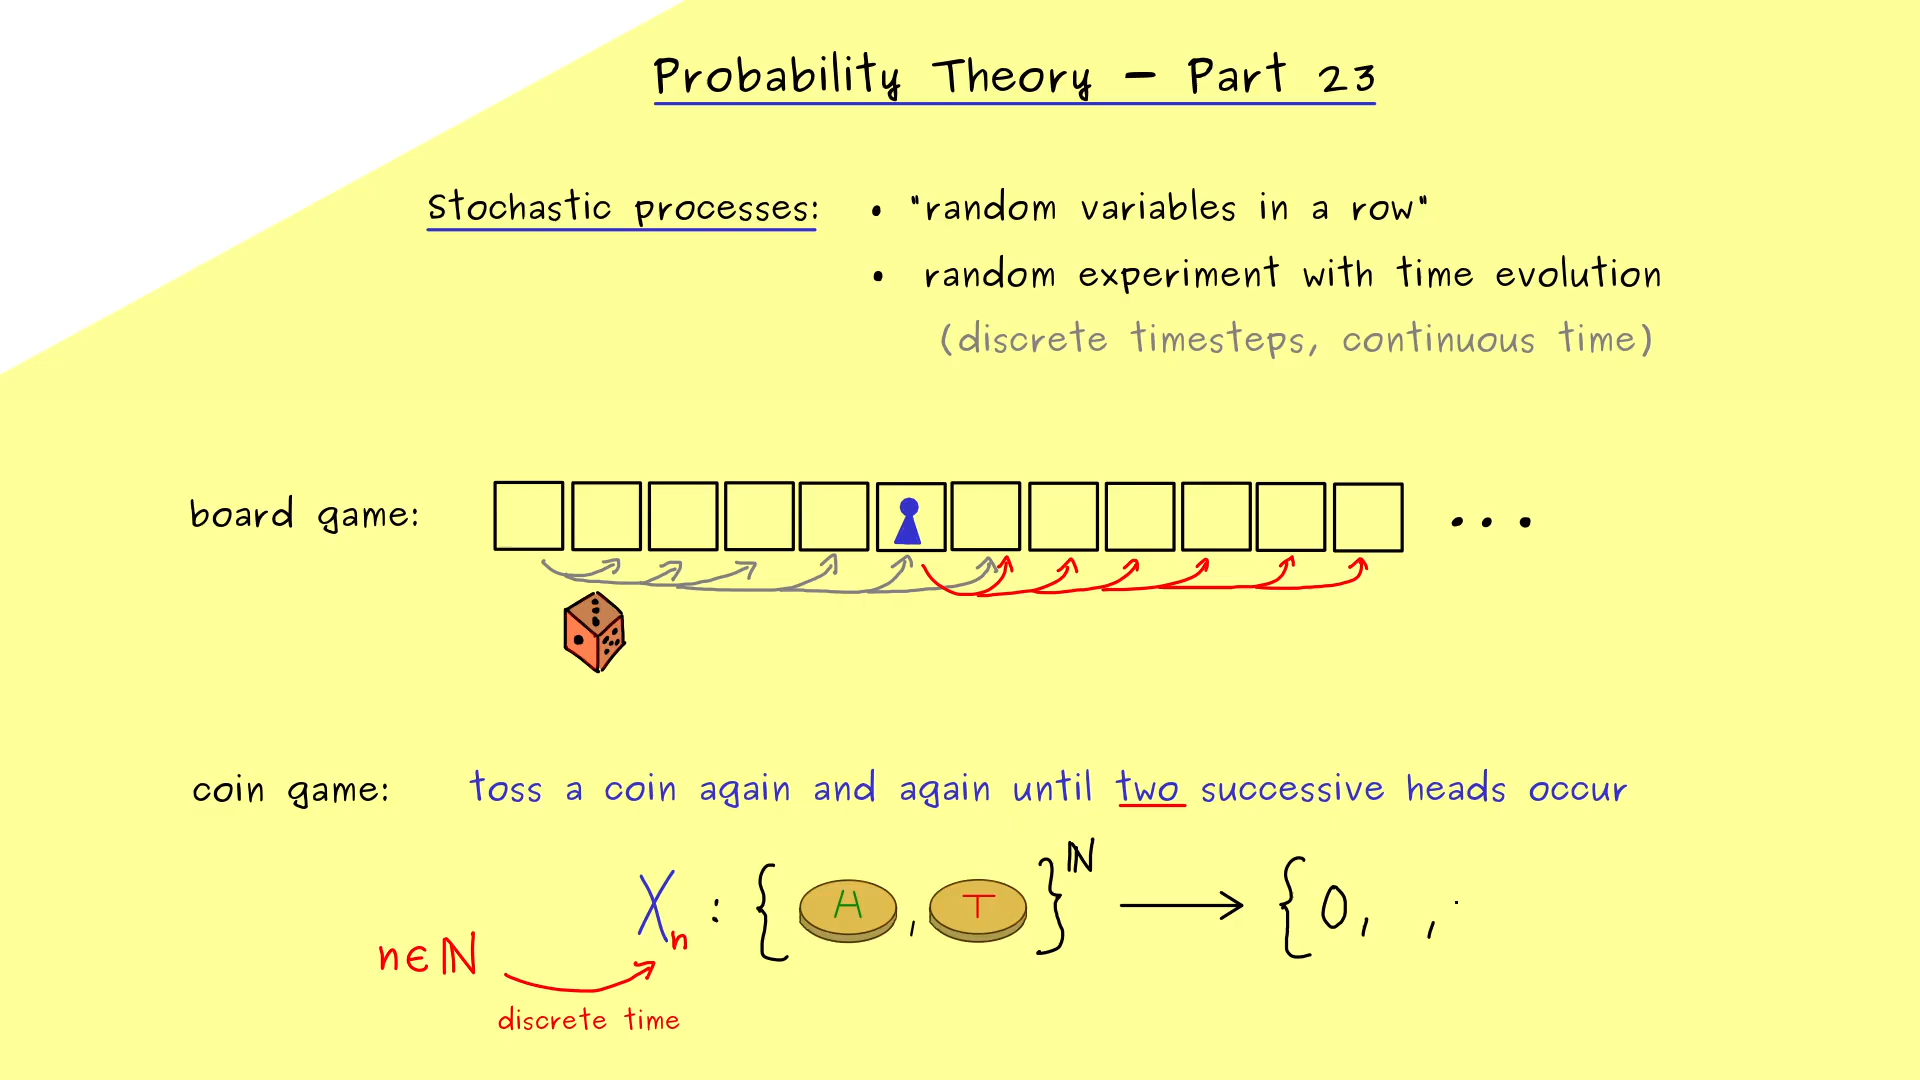 Probability Theory – Part 23
Stochastic processes:
• "random variables in a row"
• random experiment with time evolution
(discrete timesteps, continuous time)
board game:
...
coin game: toss a coin again and again until two successive heads occur
Xₙ : { H , T }^ℕ ⟶ { 0, ,
n ∈ ℕ
discrete time